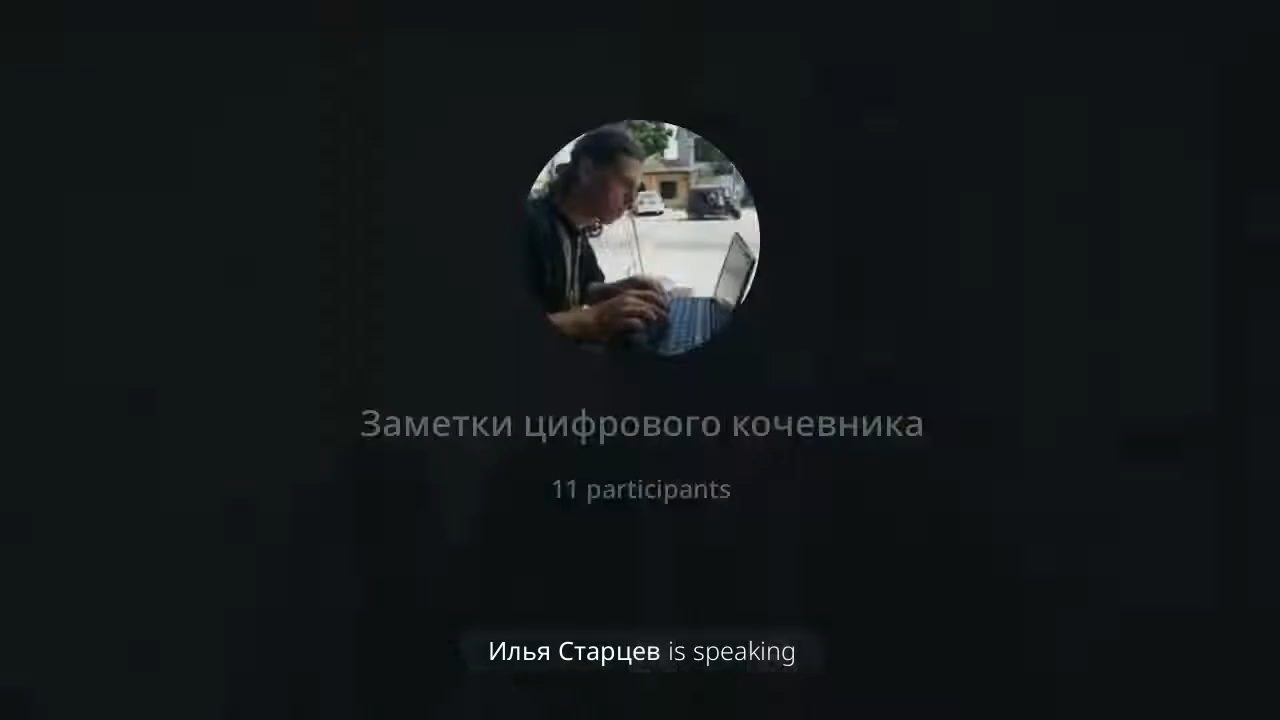 Заметки цифрового кочевника
11 participants
Илья Старцев is speaking